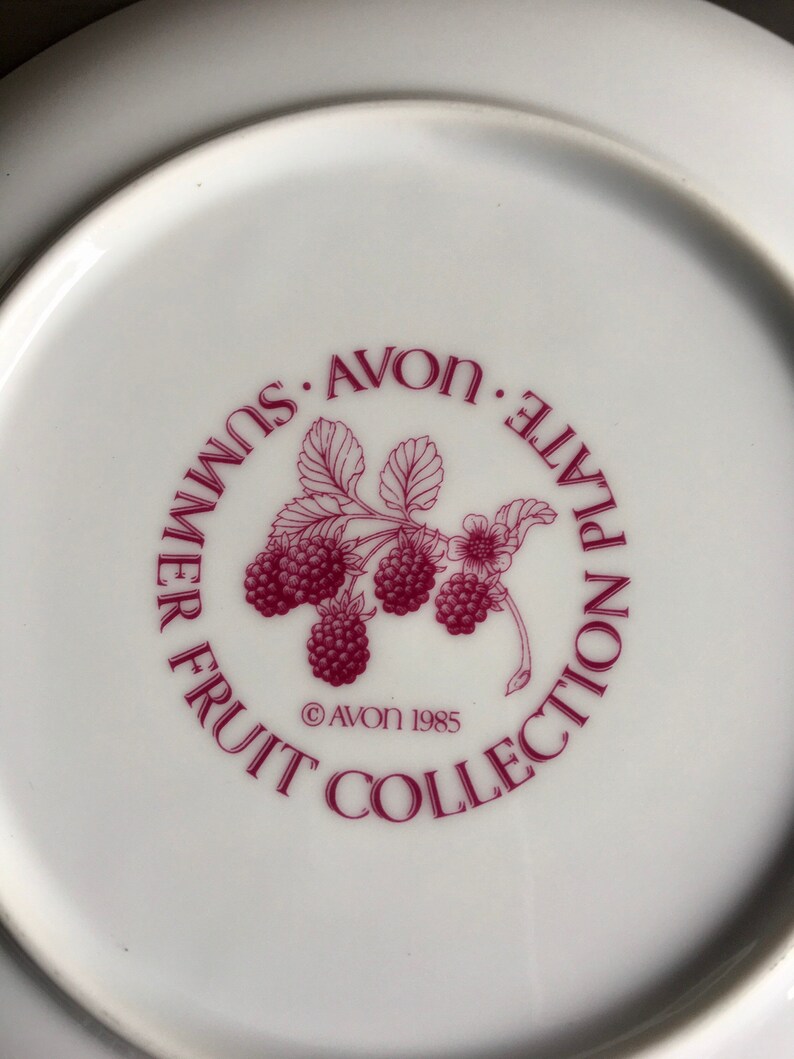 · AVON ·
SUMMER FRUIT COLLECTION PLATE
© AVON 1985